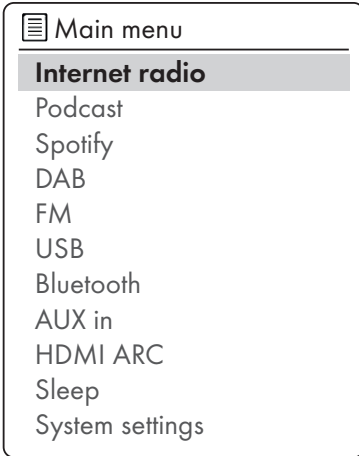 Main menu
Internet radio
Podcast
Spotify
DAB
FM
USB
Bluetooth
AUX in
HDMI ARC
Sleep
System settings